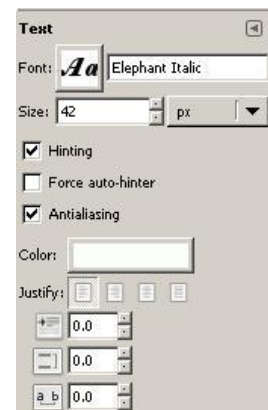 Text
Font: Aa Elephant Italic
Size: 42 px
Hinting
Force auto-hinter
Antialiasing
Color:
Justify:
0.0
0.0
a b 0.0